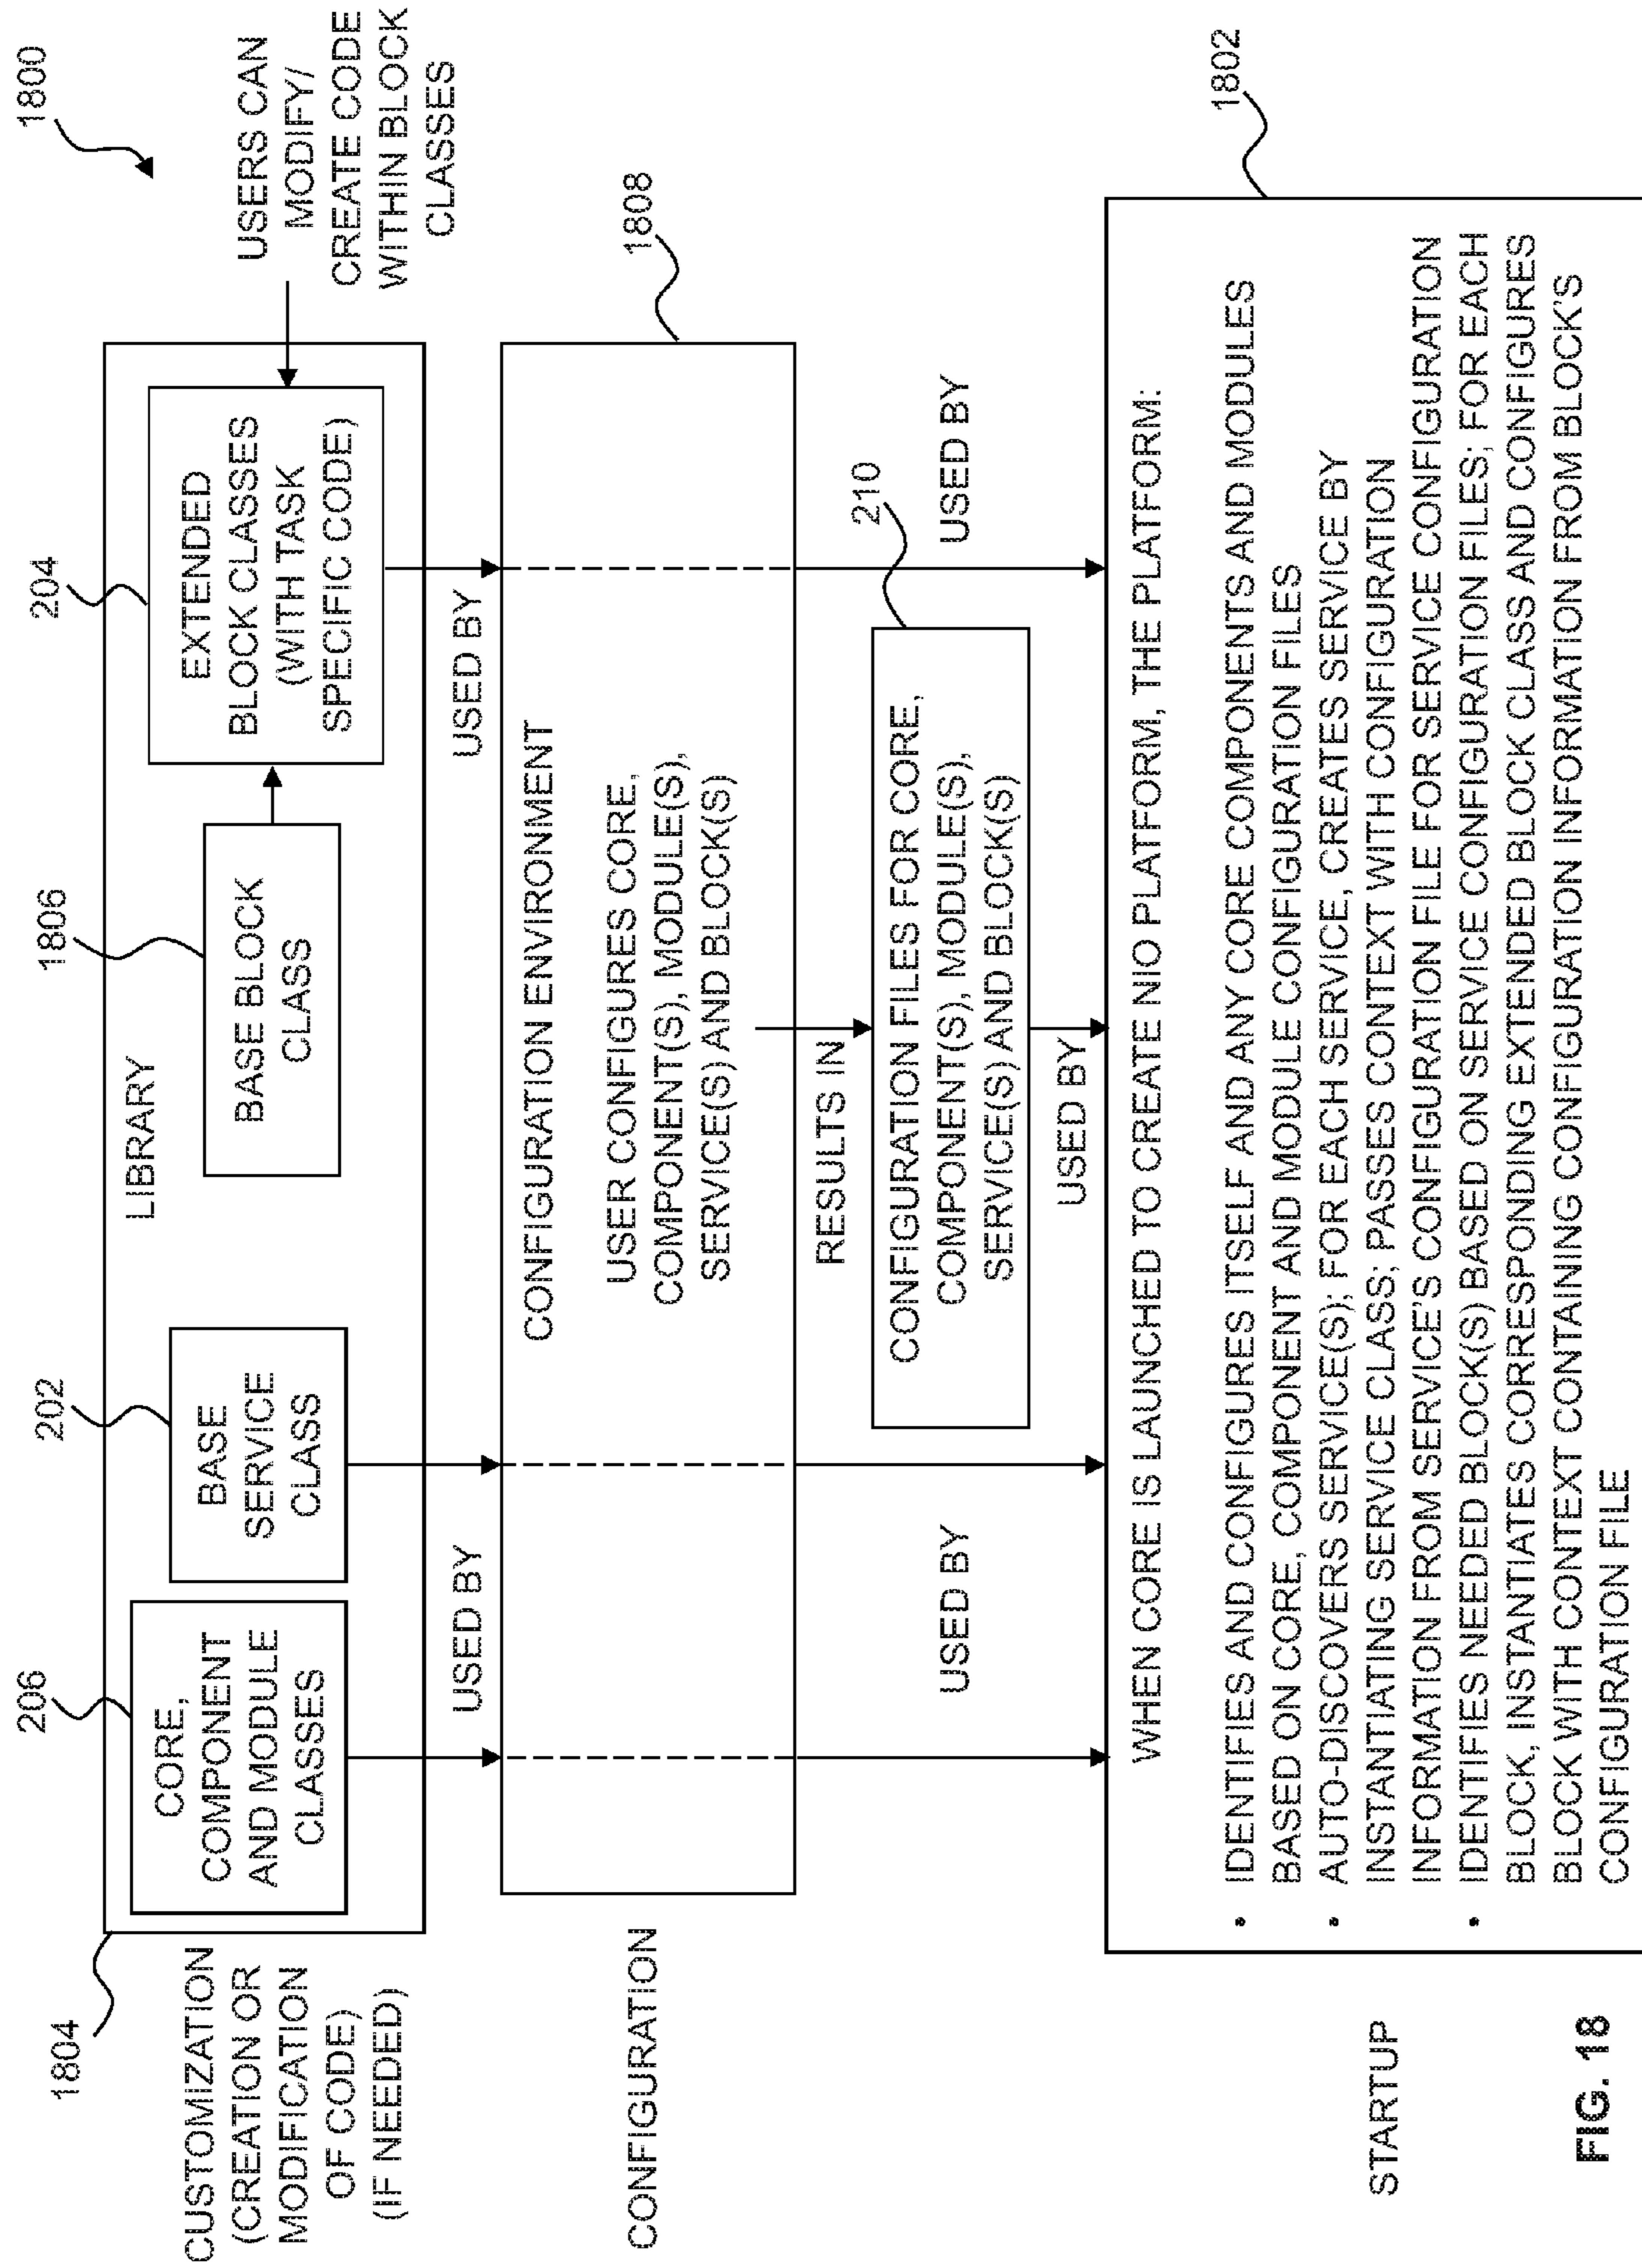 1800
1804
CUSTOMIZATION
(CREATION OR
MODIFICATION
OF CODE)
(IF NEEDED)
LIBRARY
206
CORE,
COMPONENT
AND MODULE
CLASSES
202
BASE
SERVICE
CLASS
1806
BASE BLOCK
CLASS
204
EXTENDED
BLOCK CLASSES
(WITH TASK
SPECIFIC CODE)
USERS CAN
MODIFY/
CREATE CODE
WITHIN BLOCK
CLASSES
USED BY
USED BY
CONFIGURATION
1808
CONFIGURATION ENVIRONMENT
USER CONFIGURES CORE,
COMPONENT(S), MODULE(S),
SERVICE(S) AND BLOCK(S)
RESULTS IN
210
CONFIGURATION FILES FOR CORE,
COMPONENT(S), MODULE(S),
SERVICE(S) AND BLOCK(S)
USED BY
USED BY
USED BY
STARTUP
1802
WHEN CORE IS LAUNCHED TO CREATE NIO PLATFORM, THE PLATFORM:
• IDENTIFIES AND CONFIGURES ITSELF AND ANY CORE COMPONENTS AND MODULES
BASED ON CORE, COMPONENT AND MODULE CONFIGURATION FILES
• AUTO-DISCOVERS SERVICE(S); FOR EACH SERVICE, CREATES SERVICE BY
INSTANTIATING SERVICE CLASS; PASSES CONTEXT WITH CONFIGURATION
INFORMATION FROM SERVICE'S CONFIGURATION FILE FOR SERVICE CONFIGURATION
• IDENTIFIES NEEDED BLOCK(S) BASED ON SERVICE CONFIGURATION FILES; FOR EACH
BLOCK, INSTANTIATES CORRESPONDING EXTENDED BLOCK CLASS AND CONFIGURES
BLOCK WITH CONTEXT CONTAINING CONFIGURATION INFORMATION FROM BLOCK'S
CONFIGURATION FILE
FIG. 18